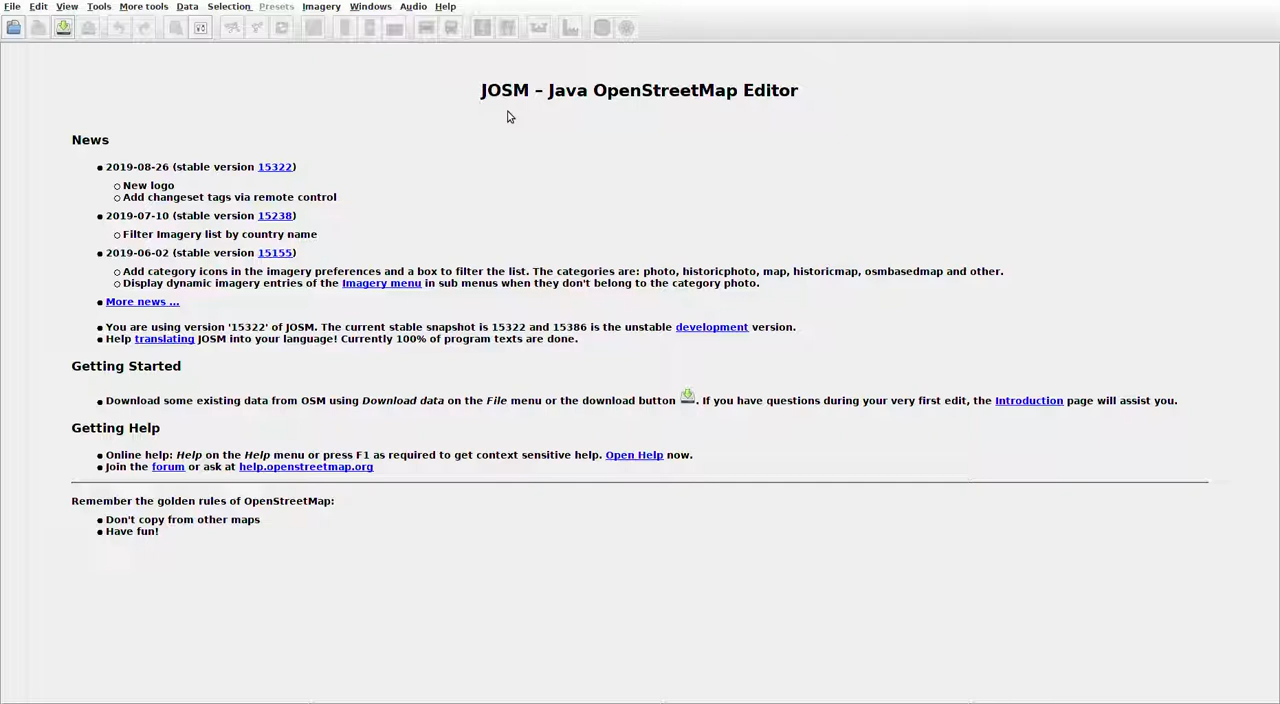 File Edit View Tools More tools Data Selection Presets Imagery Windows Audio Help
JOSM – Java OpenStreetMap Editor
News
2019-08-26 (stable version 15322)
New logo
Add changeset tags via remote control
2019-07-10 (stable version 15238)
Filter Imagery list by country name
2019-06-02 (stable version 15155)
Add category icons in the imagery preferences and a box to filter the list. The categories are: photo, historicphoto, map, historicmap, osmbasedmap and other.
Display dynamic imagery entries of the Imagery menu in sub menus when they don't belong to the category photo.
More news ...
You are using version '15322' of JOSM. The current stable snapshot is 15322 and 15386 is the unstable development version.
Help translating JOSM into your language! Currently 100% of program texts are done.
Getting Started
Download some existing data from OSM using Download data on the File menu or the download button . If you have questions during your very first edit, the Introduction page will assist you.
Getting Help
Online help: Help on the Help menu or press F1 as required to get context sensitive help. Open Help now.
Join the forum or ask at help.openstreetmap.org
Remember the golden rules of OpenStreetMap:
Don't copy from other maps
Have fun!